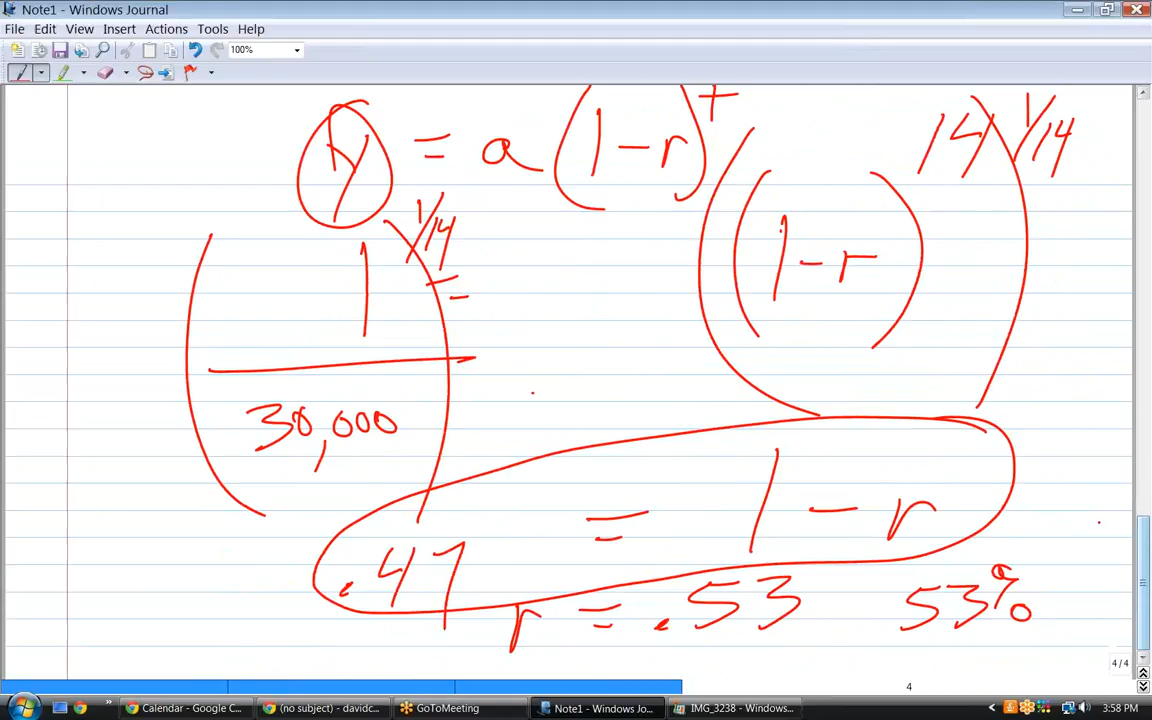 Note1 - Windows Journal
File Edit View Insert Actions Tools Help
100%
y = a(1-r)^t
(1/30,000)^1/14 = ((1-r)^14)^1/14
.47 = 1-r
r = .53 53%
4/4
4
Calendar - Google C...
(no subject) - davidc...
GoToMeeting
Note1 - Windows Jo...
IMG_3238 - Windows...
3:58 PM